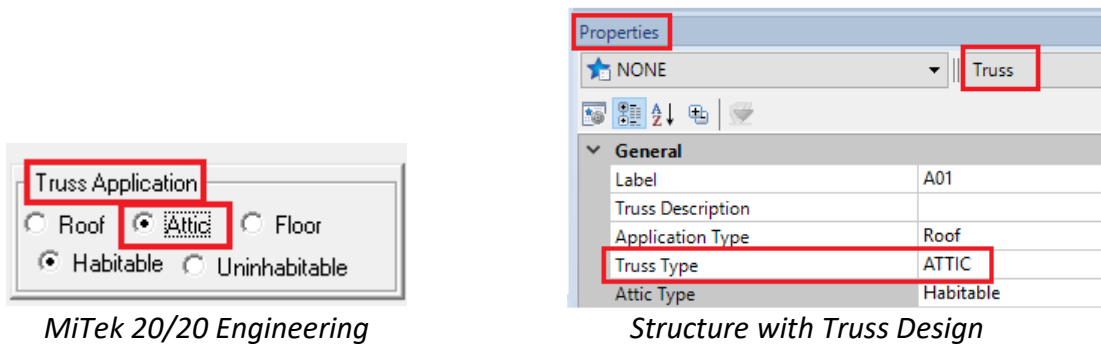 Truss Application
Roof Attic Floor
Habitable Uninhabitable
MiTek 20/20 Engineering
Properties
NONE Truss
A Z
General
Label A01
Truss Description
Application Type Roof
Truss Type ATTIC
Attic Type Habitable
Structure with Truss Design